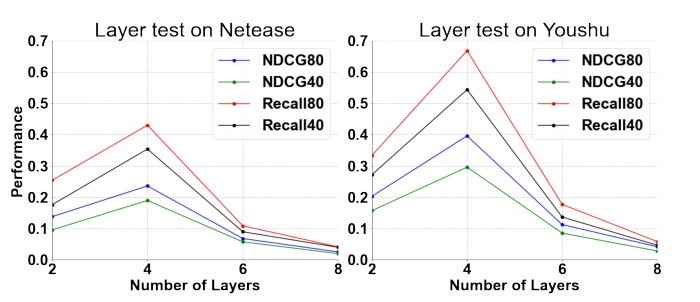 Layer test on Netease
0.7
0.6
0.5
0.4
0.3
0.2
0.1
0.0
2
4
6
8
Performance
Number of Layers
NDCG80
NDCG40
Recall80
Recall40
Layer test on Youshu
0.7
0.6
0.5
0.4
0.3
0.2
0.1
0.0
2
4
6
8
Number of Layers
NDCG80
NDCG40
Recall80
Recall40